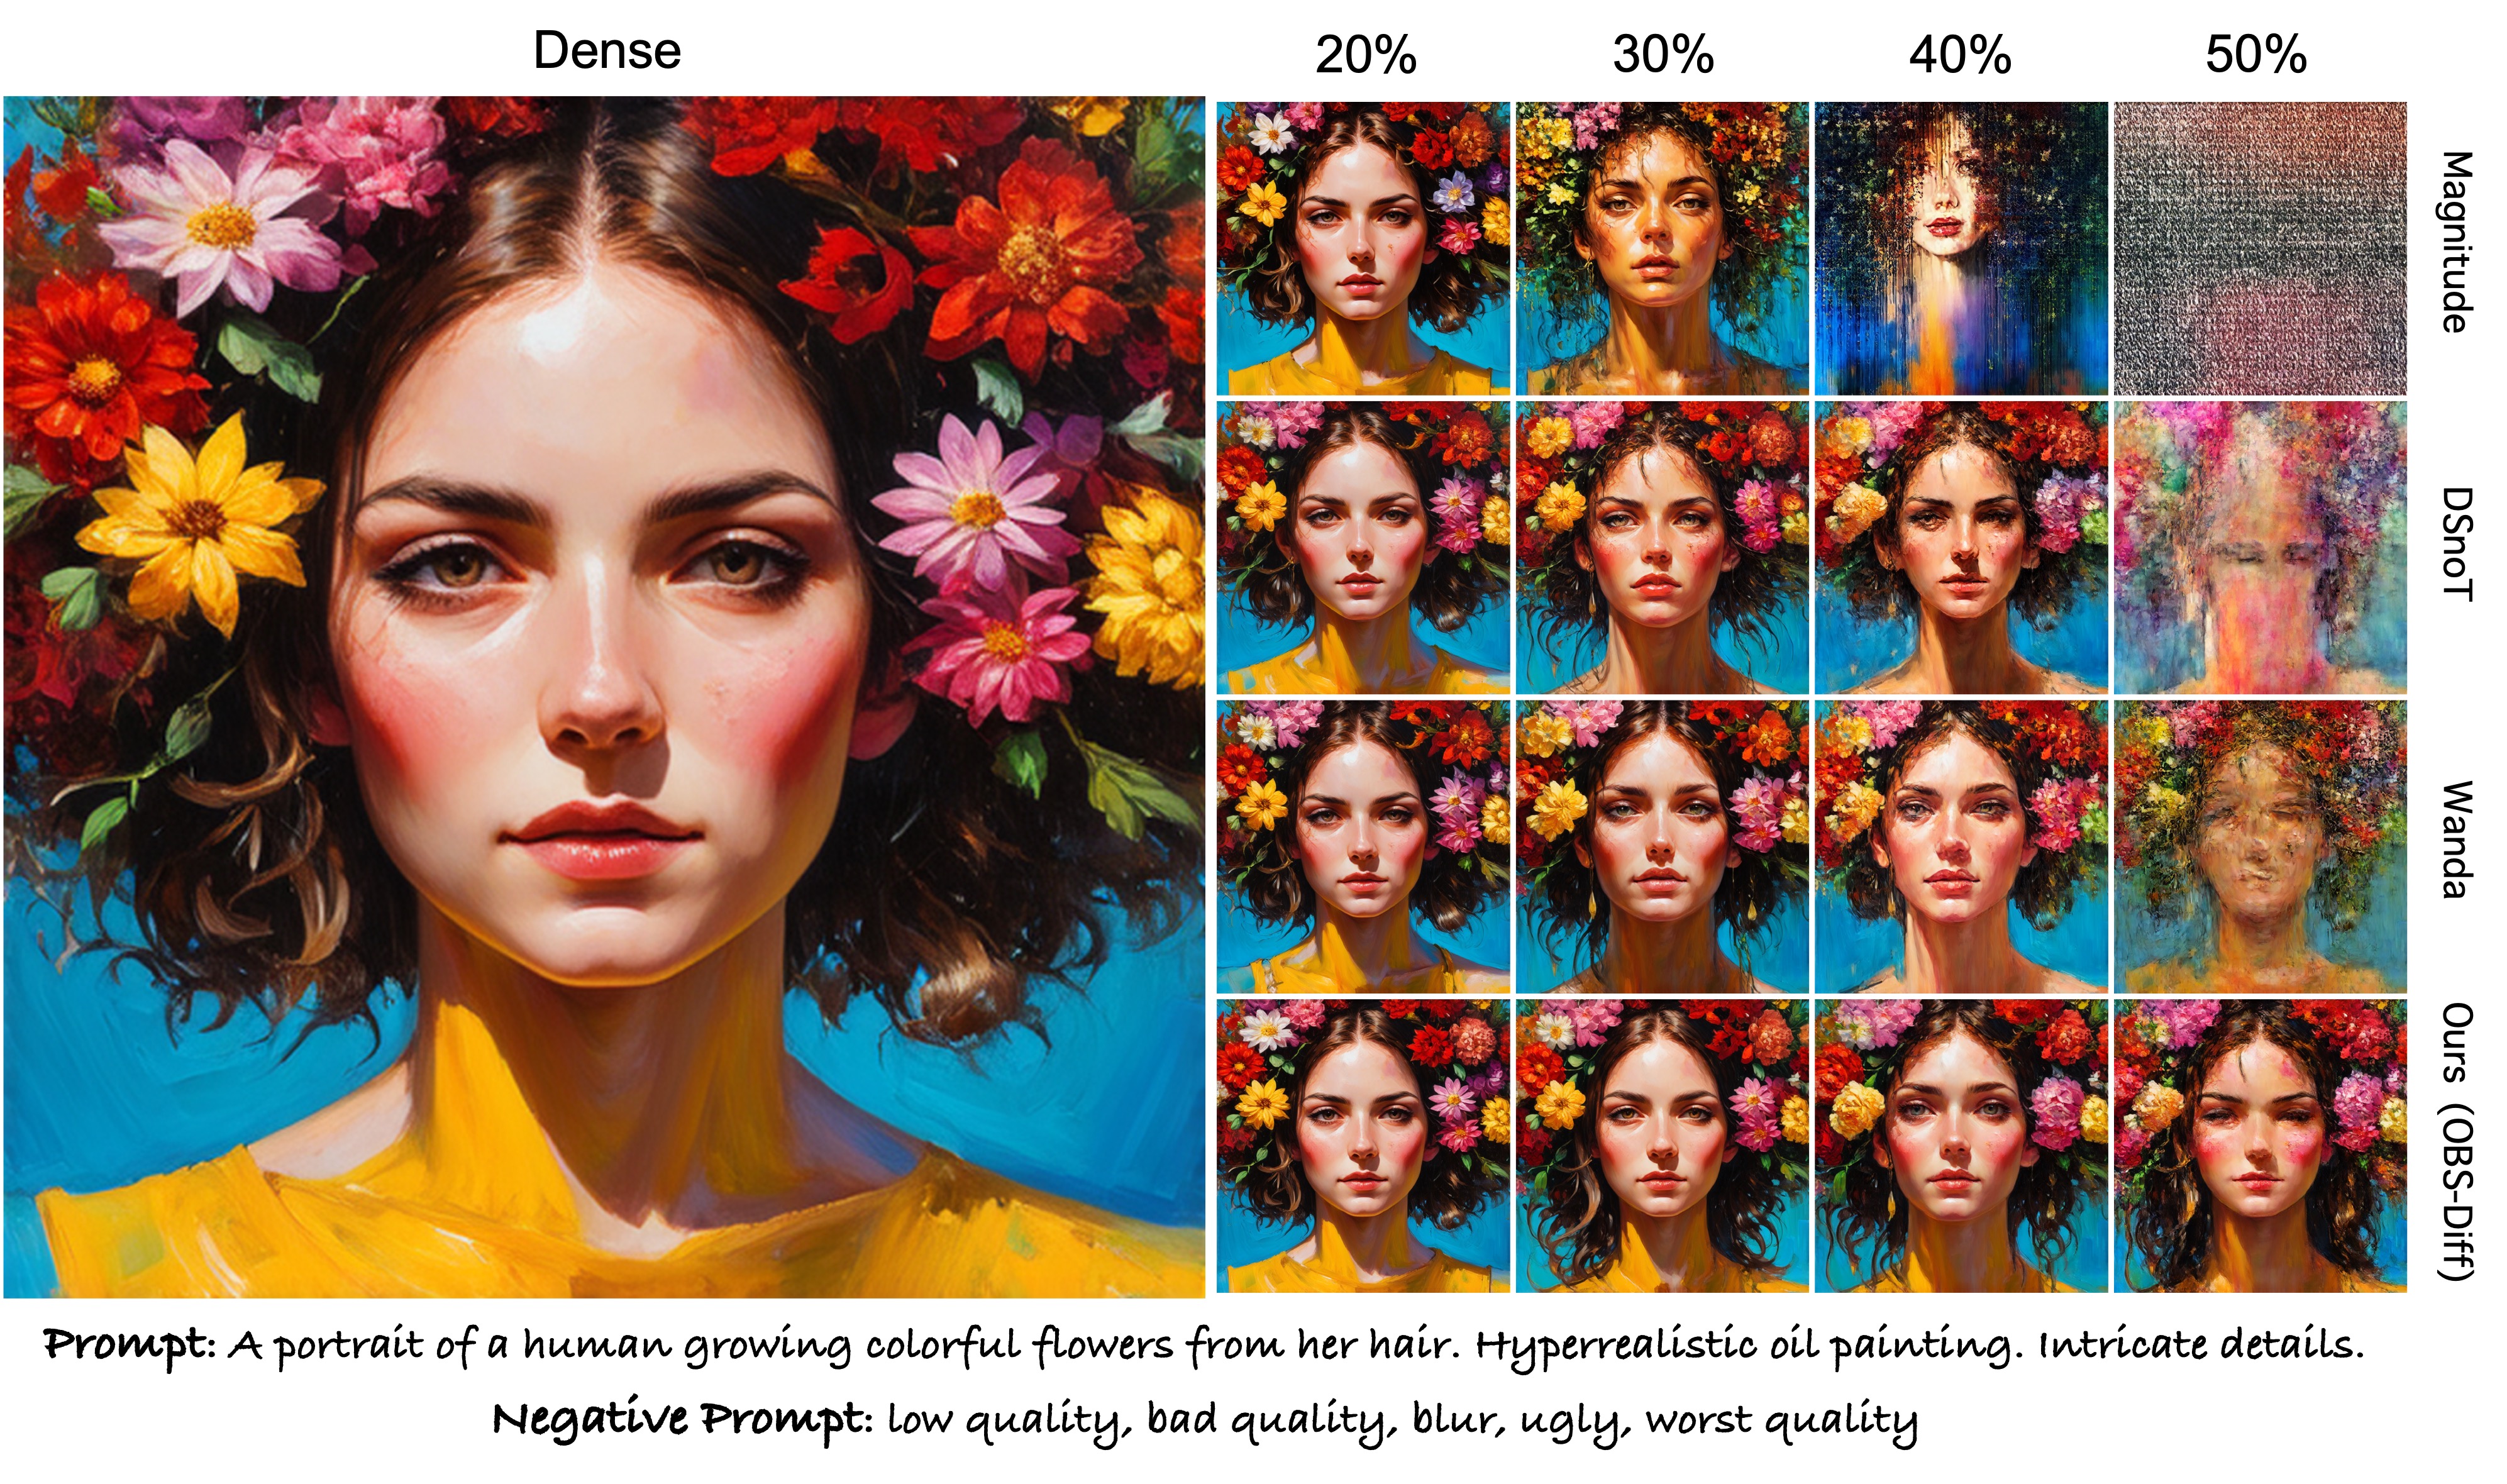 Dense
20%
30%
40%
50%
Magnitude
DSnoT
Wanda
Ours (OBS-Diff)
Prompt: A portrait of a human growing colorful flowers from her hair. Hyperrealistic oil painting. Intricate details.
Negative Prompt: low quality, bad quality, blur, ugly, worst quality